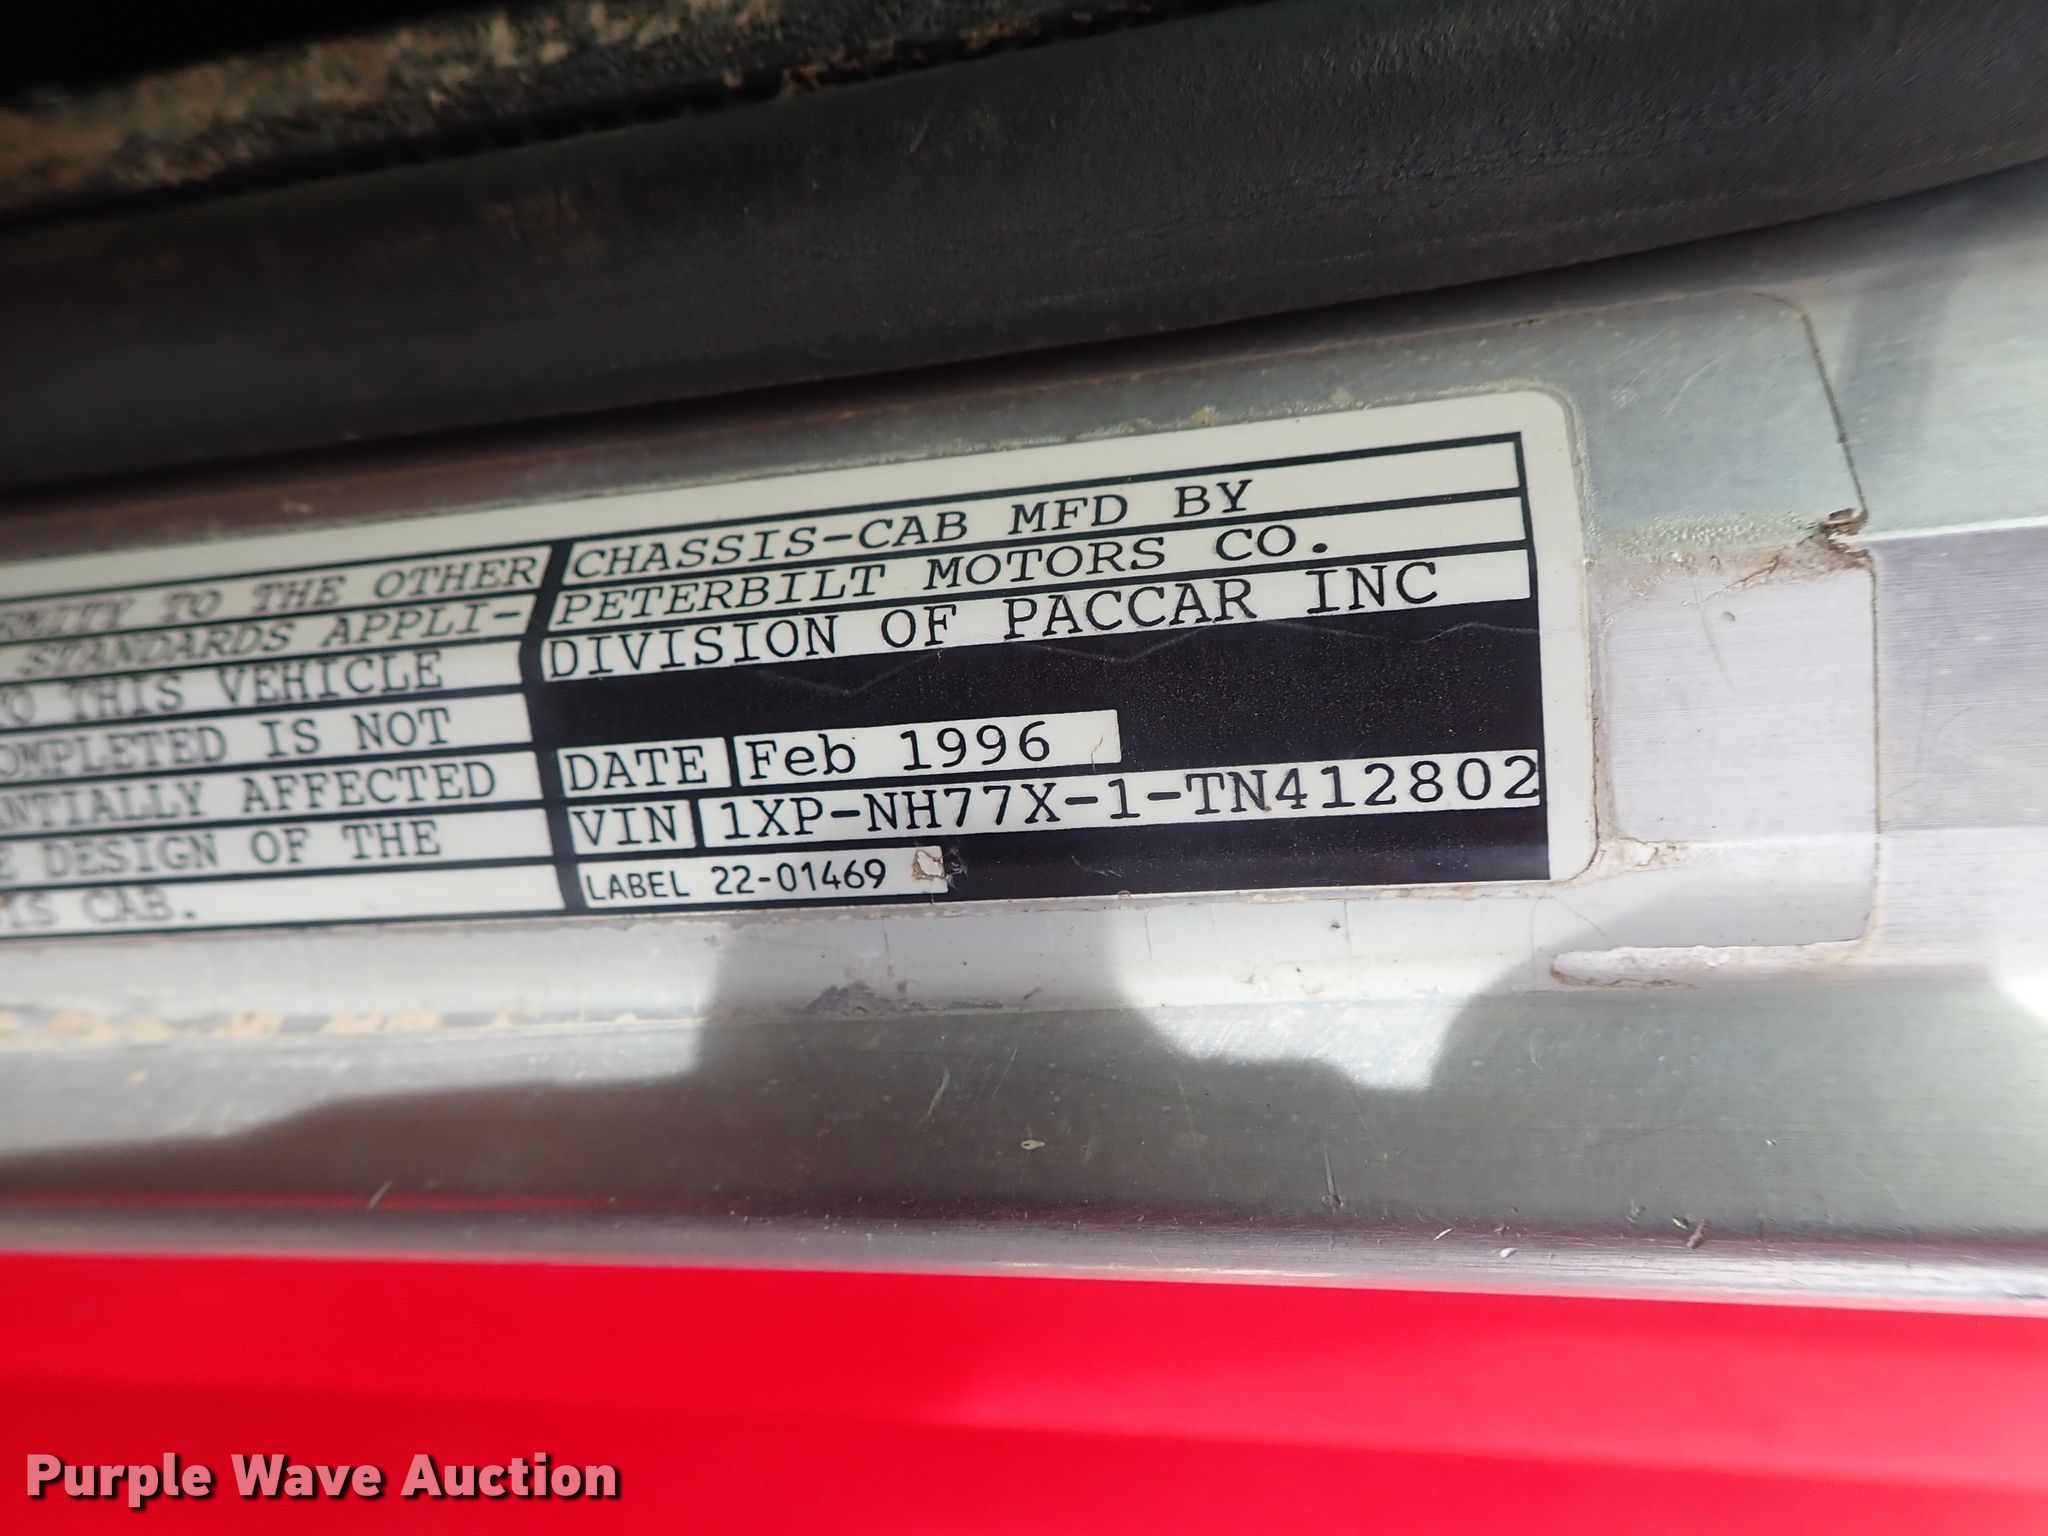 TO THE OTHER
STANDARDS APPLI-
TO THIS VEHICLE
COMPLETED IS NOT
AFFECTED
DESIGN OF THE
CAB.
CHASSIS-CAB MFD BY
PETERBILT MOTORS CO.
DIVISION OF PACCAR INC
DATE Feb 1996
VIN 1XP-NH77X-1-TN412802
LABEL 22-01469
Purple Wave Auction